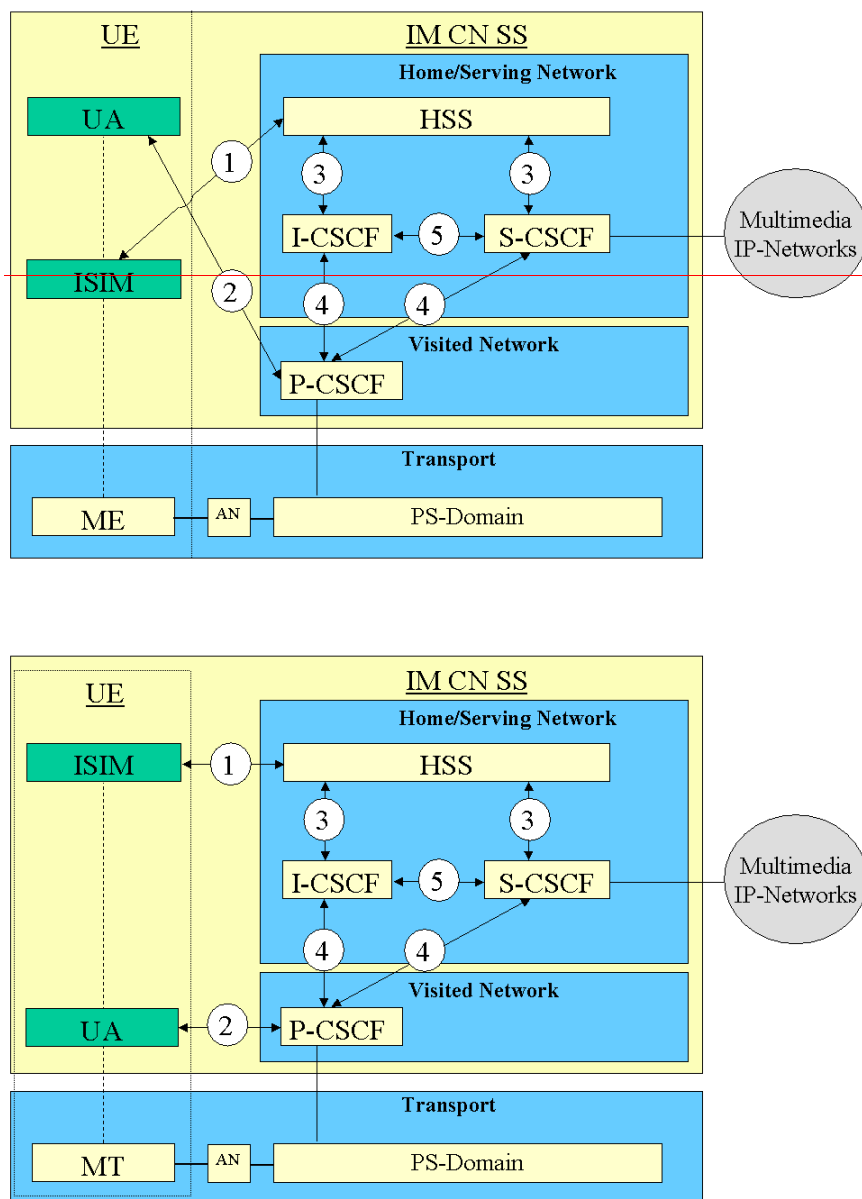 UE
IM CN SS
Home/Serving Network
UA
HSS
1
3
3
I-CSCF
5
S-CSCF
Multimedia
IP-Networks
ISIM
2
4
4
Visited Network
P-CSCF
Transport
ME
AN
PS-Domain
UE
IM CN SS
Home/Serving Network
ISIM
1
HSS
3
3
I-CSCF
5
S-CSCF
Multimedia
IP-Networks
4
4
Visited Network
UA
2
P-CSCF
Transport
MT
AN
PS-Domain